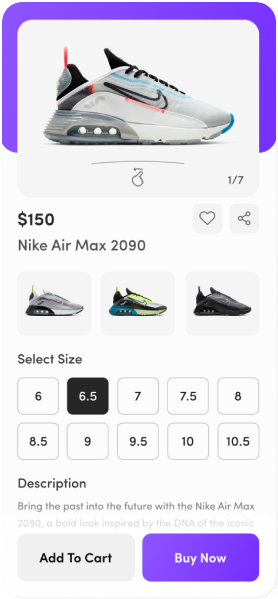 1/7
$150
Nike Air Max 2090
Select Size
6 6.5 7 7.5 8
8.5 9 9.5 10 10.5
Description
Bring the past into the future with the Nike Air Max
2090, a bold look inspired by the DNA of the iconic
Add To Cart Buy Now